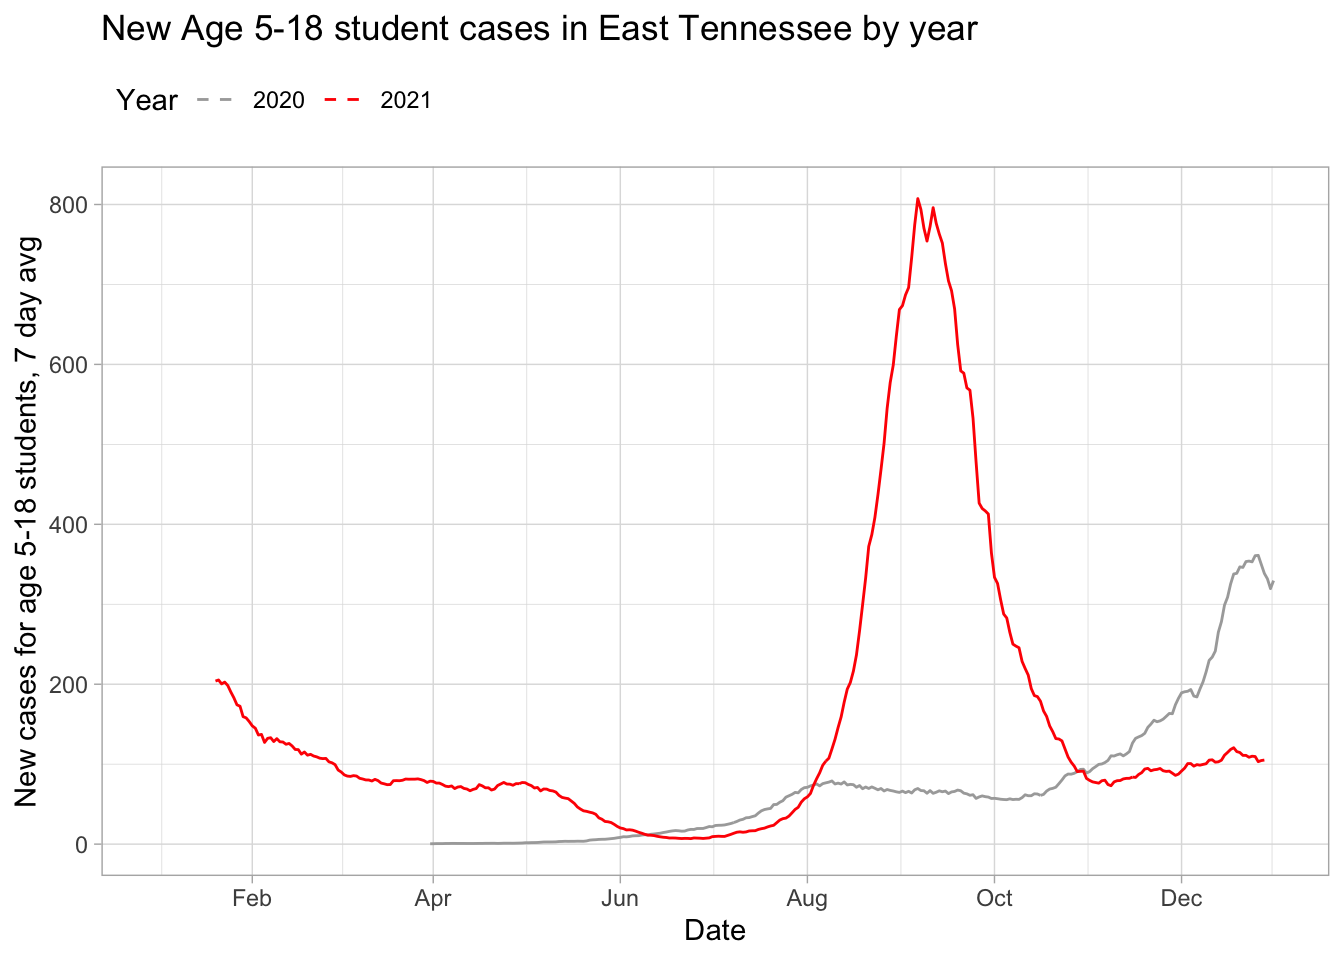 New Age 5-18 student cases in East Tennessee by year
Year 2020 2021
New cases for age 5-18 students, 7 day avg
800
600
400
200
0
Feb Apr Jun Aug Oct Dec
Date